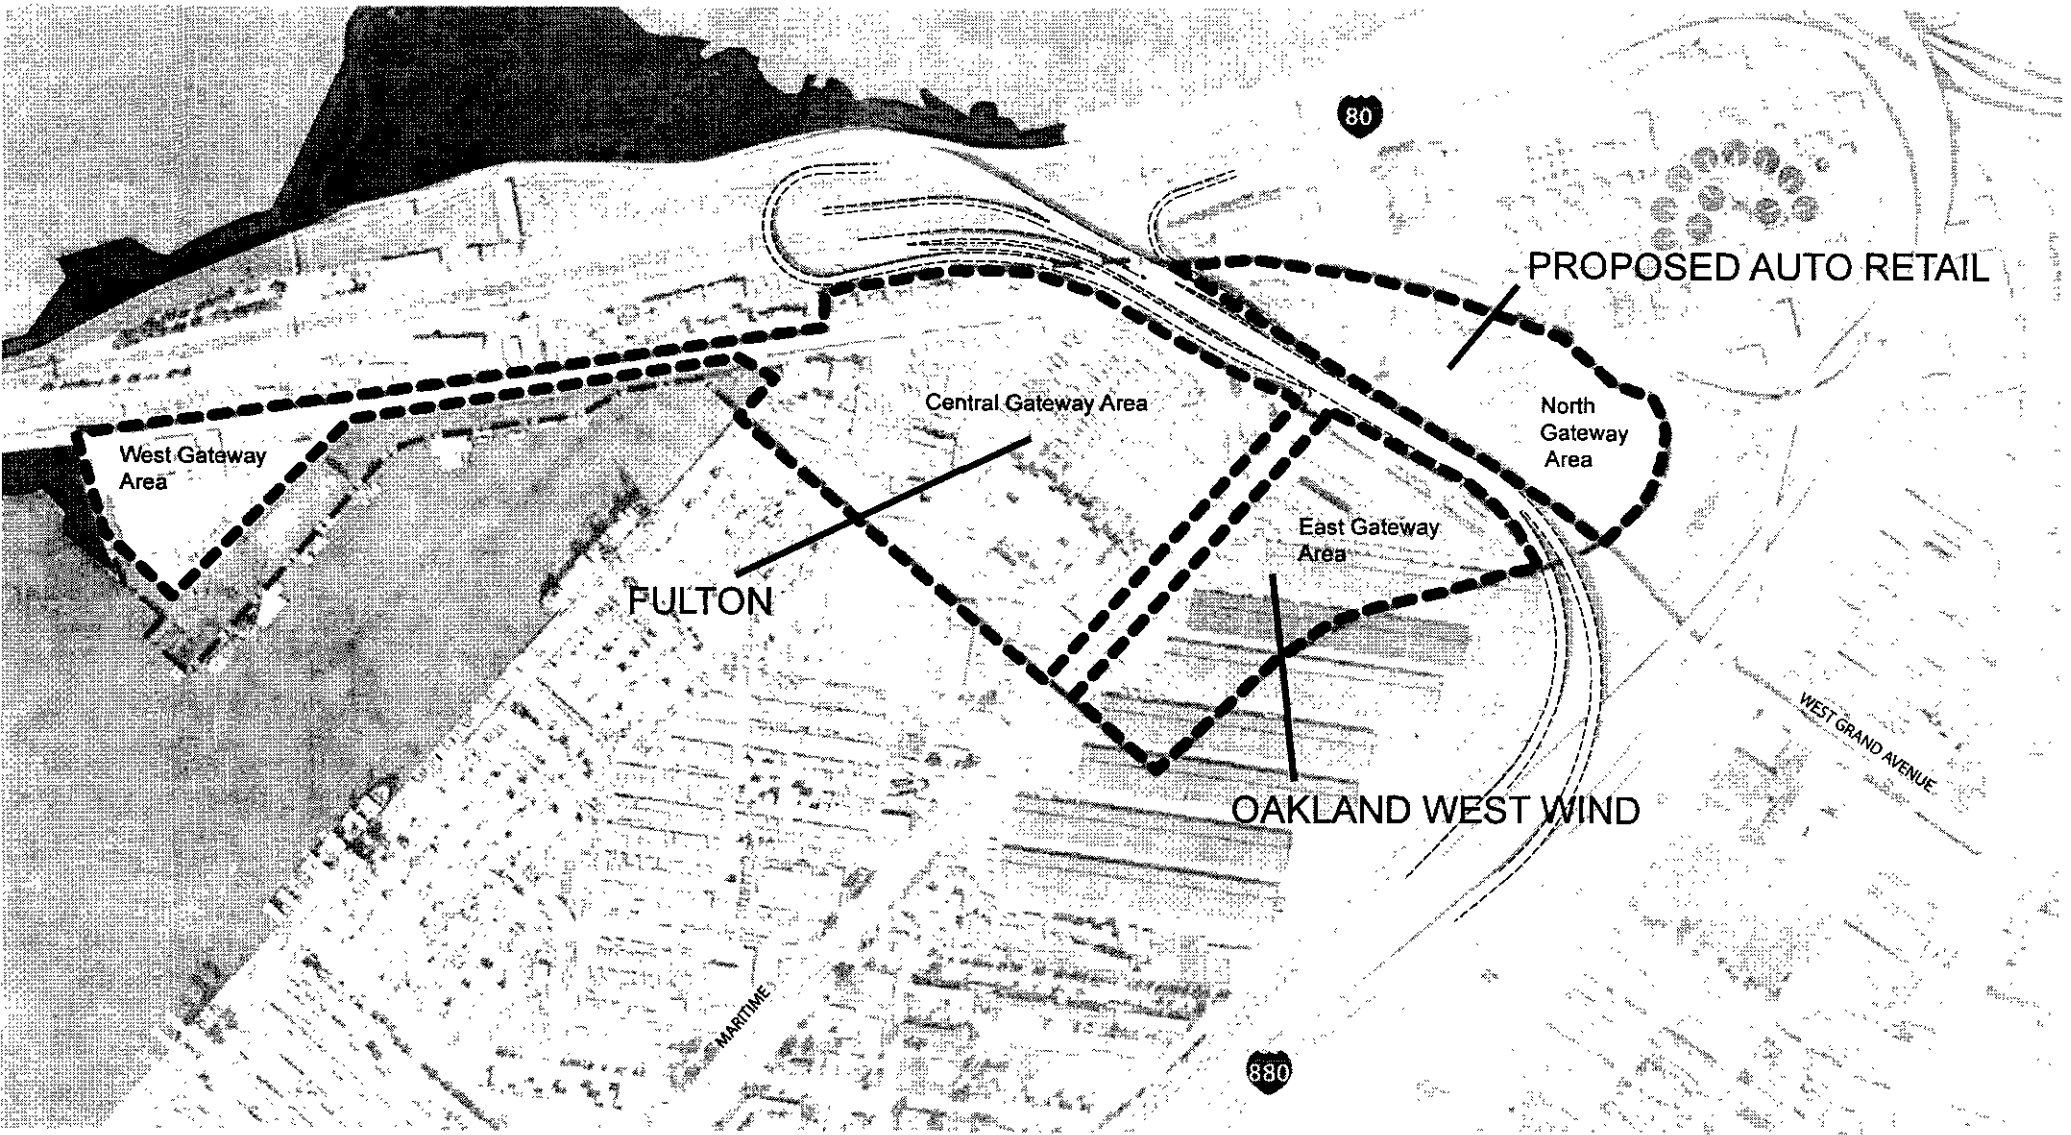 80
PROPOSED AUTO RETAIL
Central Gateway Area
North
Gateway
Area
West Gateway
Area
East Gateway
Area
FULTON
WEST GRAND AVENUE
OAKLAND WEST WIND
MARITIME
880